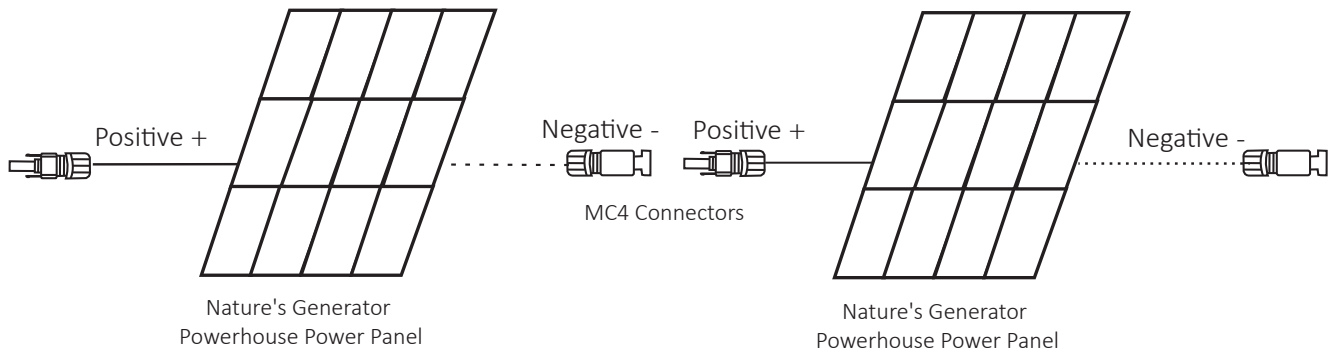 Positive +
Negative -
Positive +
Negative -
MC4 Connectors
Nature's Generator
Powerhouse Power Panel
Nature's Generator
Powerhouse Power Panel